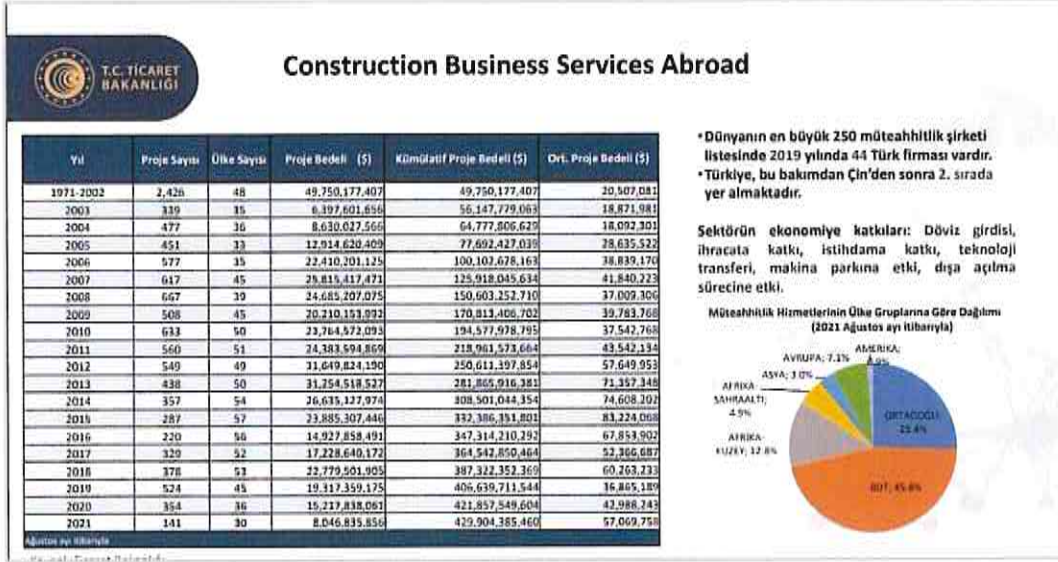 T.C. TİCARET
BAKANLIĞI
Construction Business Services Abroad
Yıl Proje Sayısı Ülke Sayısı Proje Bedeli ($) Kümülatif Proje Bedeli ($) Ort. Proje Bedeli ($)
1971-2002 2,426 48 49,750,177,407 49,750,177,407 20,507,081
2003 339 35 6,397,601,656 56,147,779,063 18,871,981
2004 477 36 8,630,027,566 64,777,806,629 18,092,301
2005 451 33 12,914,620,409 77,692,427,039 28,635,522
2006 577 35 22,410,201,125 100,102,678,163 38,839,170
2007 617 45 25,815,417,471 125,918,045,634 41,840,223
2008 667 39 24,685,207,075 150,603,252,710 37,009,306
2009 508 45 20,210,153,992 170,813,406,702 39,783,768
2010 633 50 23,764,572,093 194,577,978,795 37,542,768
2011 560 51 24,383,594,869 218,961,573,664 43,542,134
2012 549 49 31,649,824,190 250,611,397,854 57,649,953
2013 438 50 31,254,518,527 281,865,916,381 71,357,348
2014 357 54 26,635,127,974 308,501,044,354 74,608,202
2015 287 57 23,885,307,446 332,386,351,801 83,224,068
2016 220 56 14,927,858,491 347,314,210,292 67,853,902
2017 329 52 17,228,640,172 364,542,850,464 52,366,687
2018 378 53 22,779,501,905 387,322,352,369 60,263,233
2019 524 45 19,317,359,175 406,639,711,544 36,865,189
2020 354 36 15,217,838,061 421,857,549,604 42,988,243
2021 141 30 8,046,835,856 429,904,385,460 57,069,758
Ağustos ayı itibarıyla
•Dünyanın en büyük 250 müteahhitlik şirketi
listesinde 2019 yılında 44 Türk firması vardır.
•Türkiye, bu bakımdan Çin'den sonra 2. sırada
yer almaktadır.
Sektörün ekonomiye katkıları: Döviz girdisi,
ihracata katkı, istihdama katkı, teknoloji
transferi, makina parkına etki, dışa açılma
sürecine etki.
Müteahhitlik Hizmetlerinin Ülke Gruplarına Göre Dağılımı
(2021 Ağustos ayı itibarıyla)
AMERİKA;
AVRUPA; 7.1%
ASYA; 3.0%
AFRİKA-
SAHRAALTI;
4.9%
ORTADOĞU;
AFRİKA-
KUZEY; 12.8%
BDT;